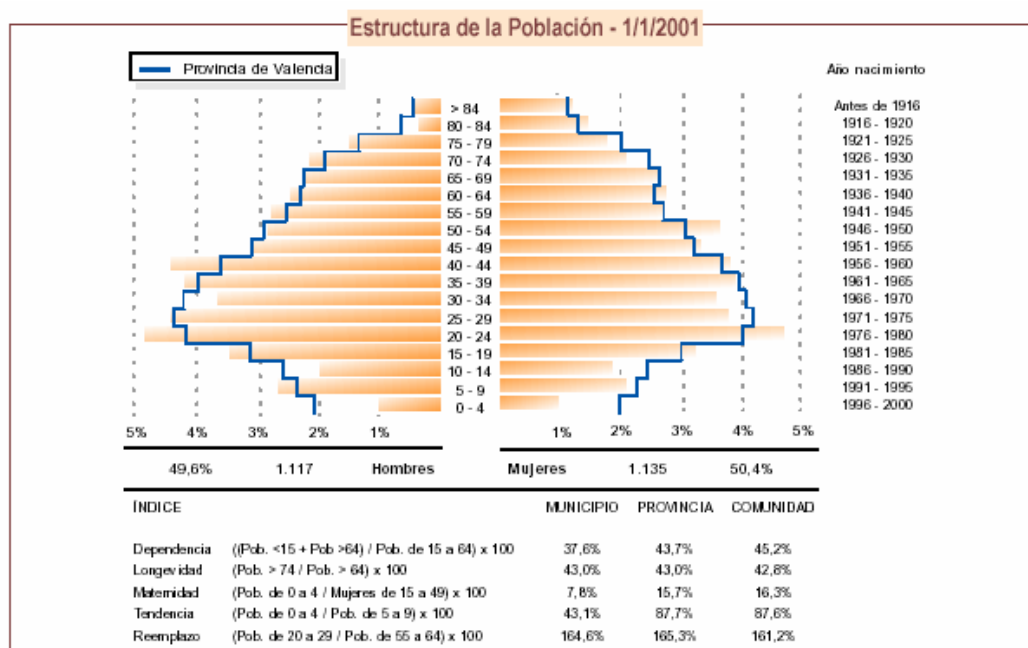 Estructura de la Población - 1/1/2001
Provincia de Valencia
Año nacimiento
> 84 Antes de 1916
80 - 84 1916 - 1920
75 - 79 1921 - 1925
70 - 74 1926 - 1930
65 - 69 1931 - 1935
60 - 64 1936 - 1940
55 - 59 1941 - 1945
50 - 54 1946 - 1950
45 - 49 1951 - 1955
40 - 44 1956 - 1960
35 - 39 1961 - 1965
30 - 34 1966 - 1970
25 - 29 1971 - 1975
20 - 24 1976 - 1980
15 - 19 1981 - 1985
10 - 14 1986 - 1990
5 - 9 1991 - 1995
0 - 4 1996 - 2000
5% 4% 3% 2% 1% 1% 2% 3% 4% 5%
49,6% 1.117 Hombres Mujeres 1.135 50,4%
ÍNDICE MUNICIPIO PROVINCIA COMUNIDAD
Dependencia ((Pob. <15 + Pob >64) / Pob. de 15 a 64) x 100 37,6% 43,7% 45,2%
Longevidad (Pob. > 74 / Pob. > 64) x 100 43,0% 43,0% 42,8%
Maternidad (Pob. de 0 a 4 / Mujeres de 15 a 49) x 100 7,8% 15,7% 16,3%
Tendencia (Pob. de 0 a 4 / Pob. de 5 a 9) x 100 43,1% 87,7% 87,6%
Reemplazo (Pob. de 20 a 29 / Pob. de 55 a 64) x 100 164,6% 165,3% 161,2%